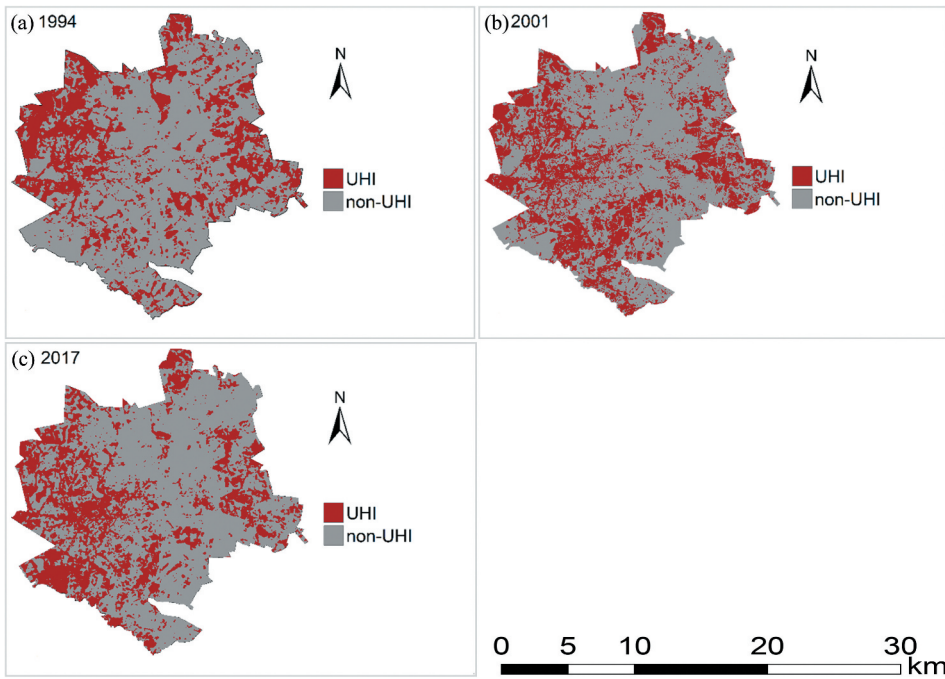 (a) 1994
N
UHI
non-UHI
(b) 2001
N
UHI
non-UHI
(c) 2017
N
UHI
non-UHI
0 5 10 20 30
km